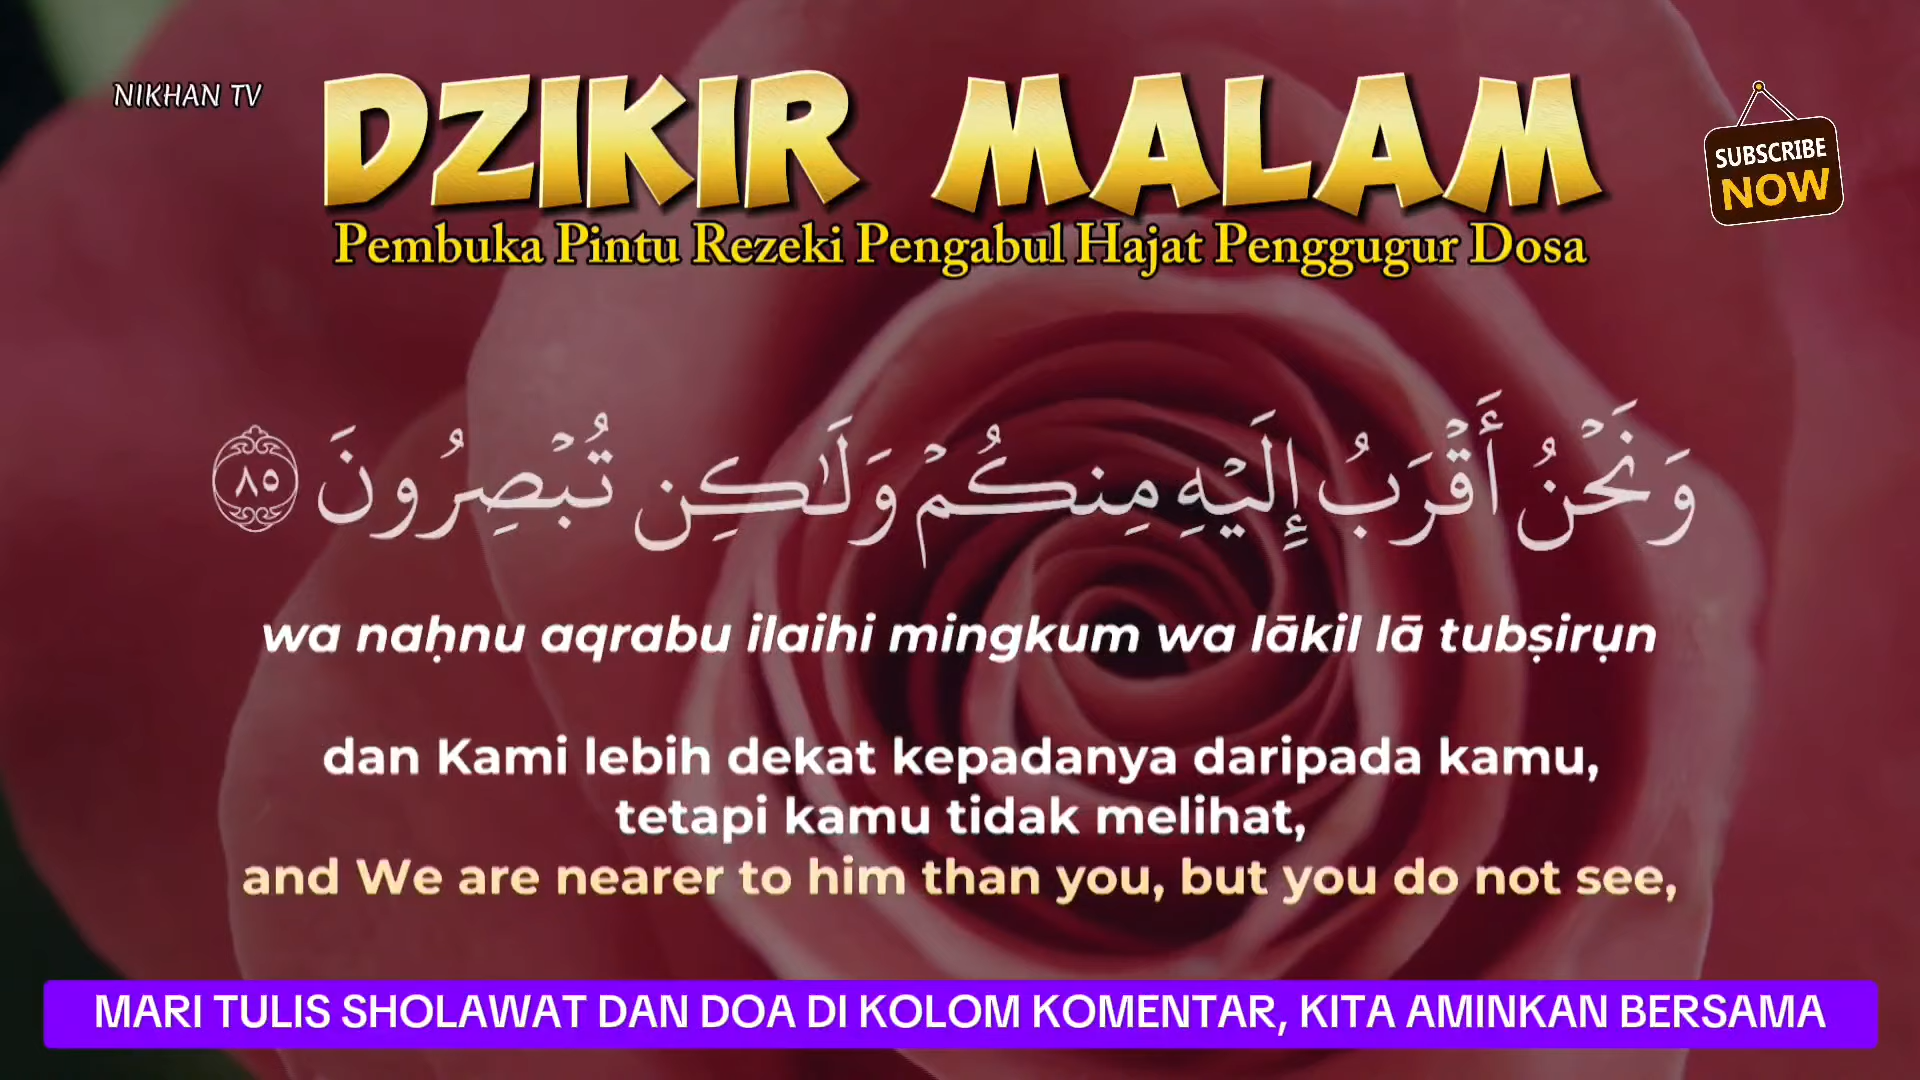 NIKHAN TV
DZIKIR MALAM
SUBSCRIBE
NOW
Pembuka Pintu Rezeki Pengabul Hajat Penggugur Dosa
وَنَحْنُ أَقْرَبُ إِلَيْهِ مِنكُمْ وَلَـٰكِن تُبْصِرُونَ ٨٥
wa naḥnu aqrabu ilaihi mingkum wa lākil lā tubṣirụn
dan Kami lebih dekat kepadanya daripada kamu,
tetapi kamu tidak melihat,
and We are nearer to him than you, but you do not see,
MARI TULIS SHOLAWAT DAN DOA DI KOLOM KOMENTAR, KITA AMINKAN BERSAMA